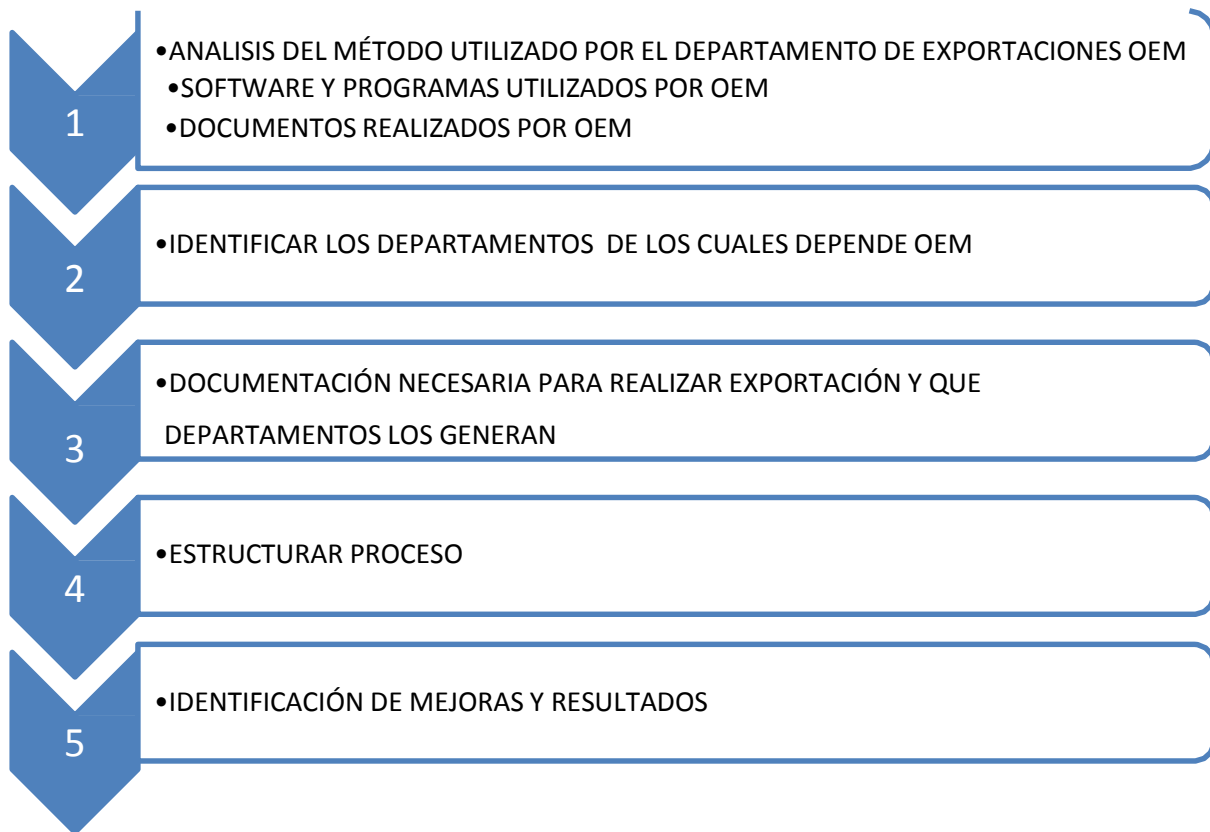 1
•ANALISIS DEL MÉTODO UTILIZADO POR EL DEPARTAMENTO DE EXPORTACIONES OEM
•SOFTWARE Y PROGRAMAS UTILIZADOS POR OEM
•DOCUMENTOS REALIZADOS POR OEM
2
•IDENTIFICAR LOS DEPARTAMENTOS DE LOS CUALES DEPENDE OEM
3
•DOCUMENTACIÓN NECESARIA PARA REALIZAR EXPORTACIÓN Y QUE
DEPARTAMENTOS LOS GENERAN
4
•ESTRUCTURAR PROCESO
5
•IDENTIFICACIÓN DE MEJORAS Y RESULTADOS